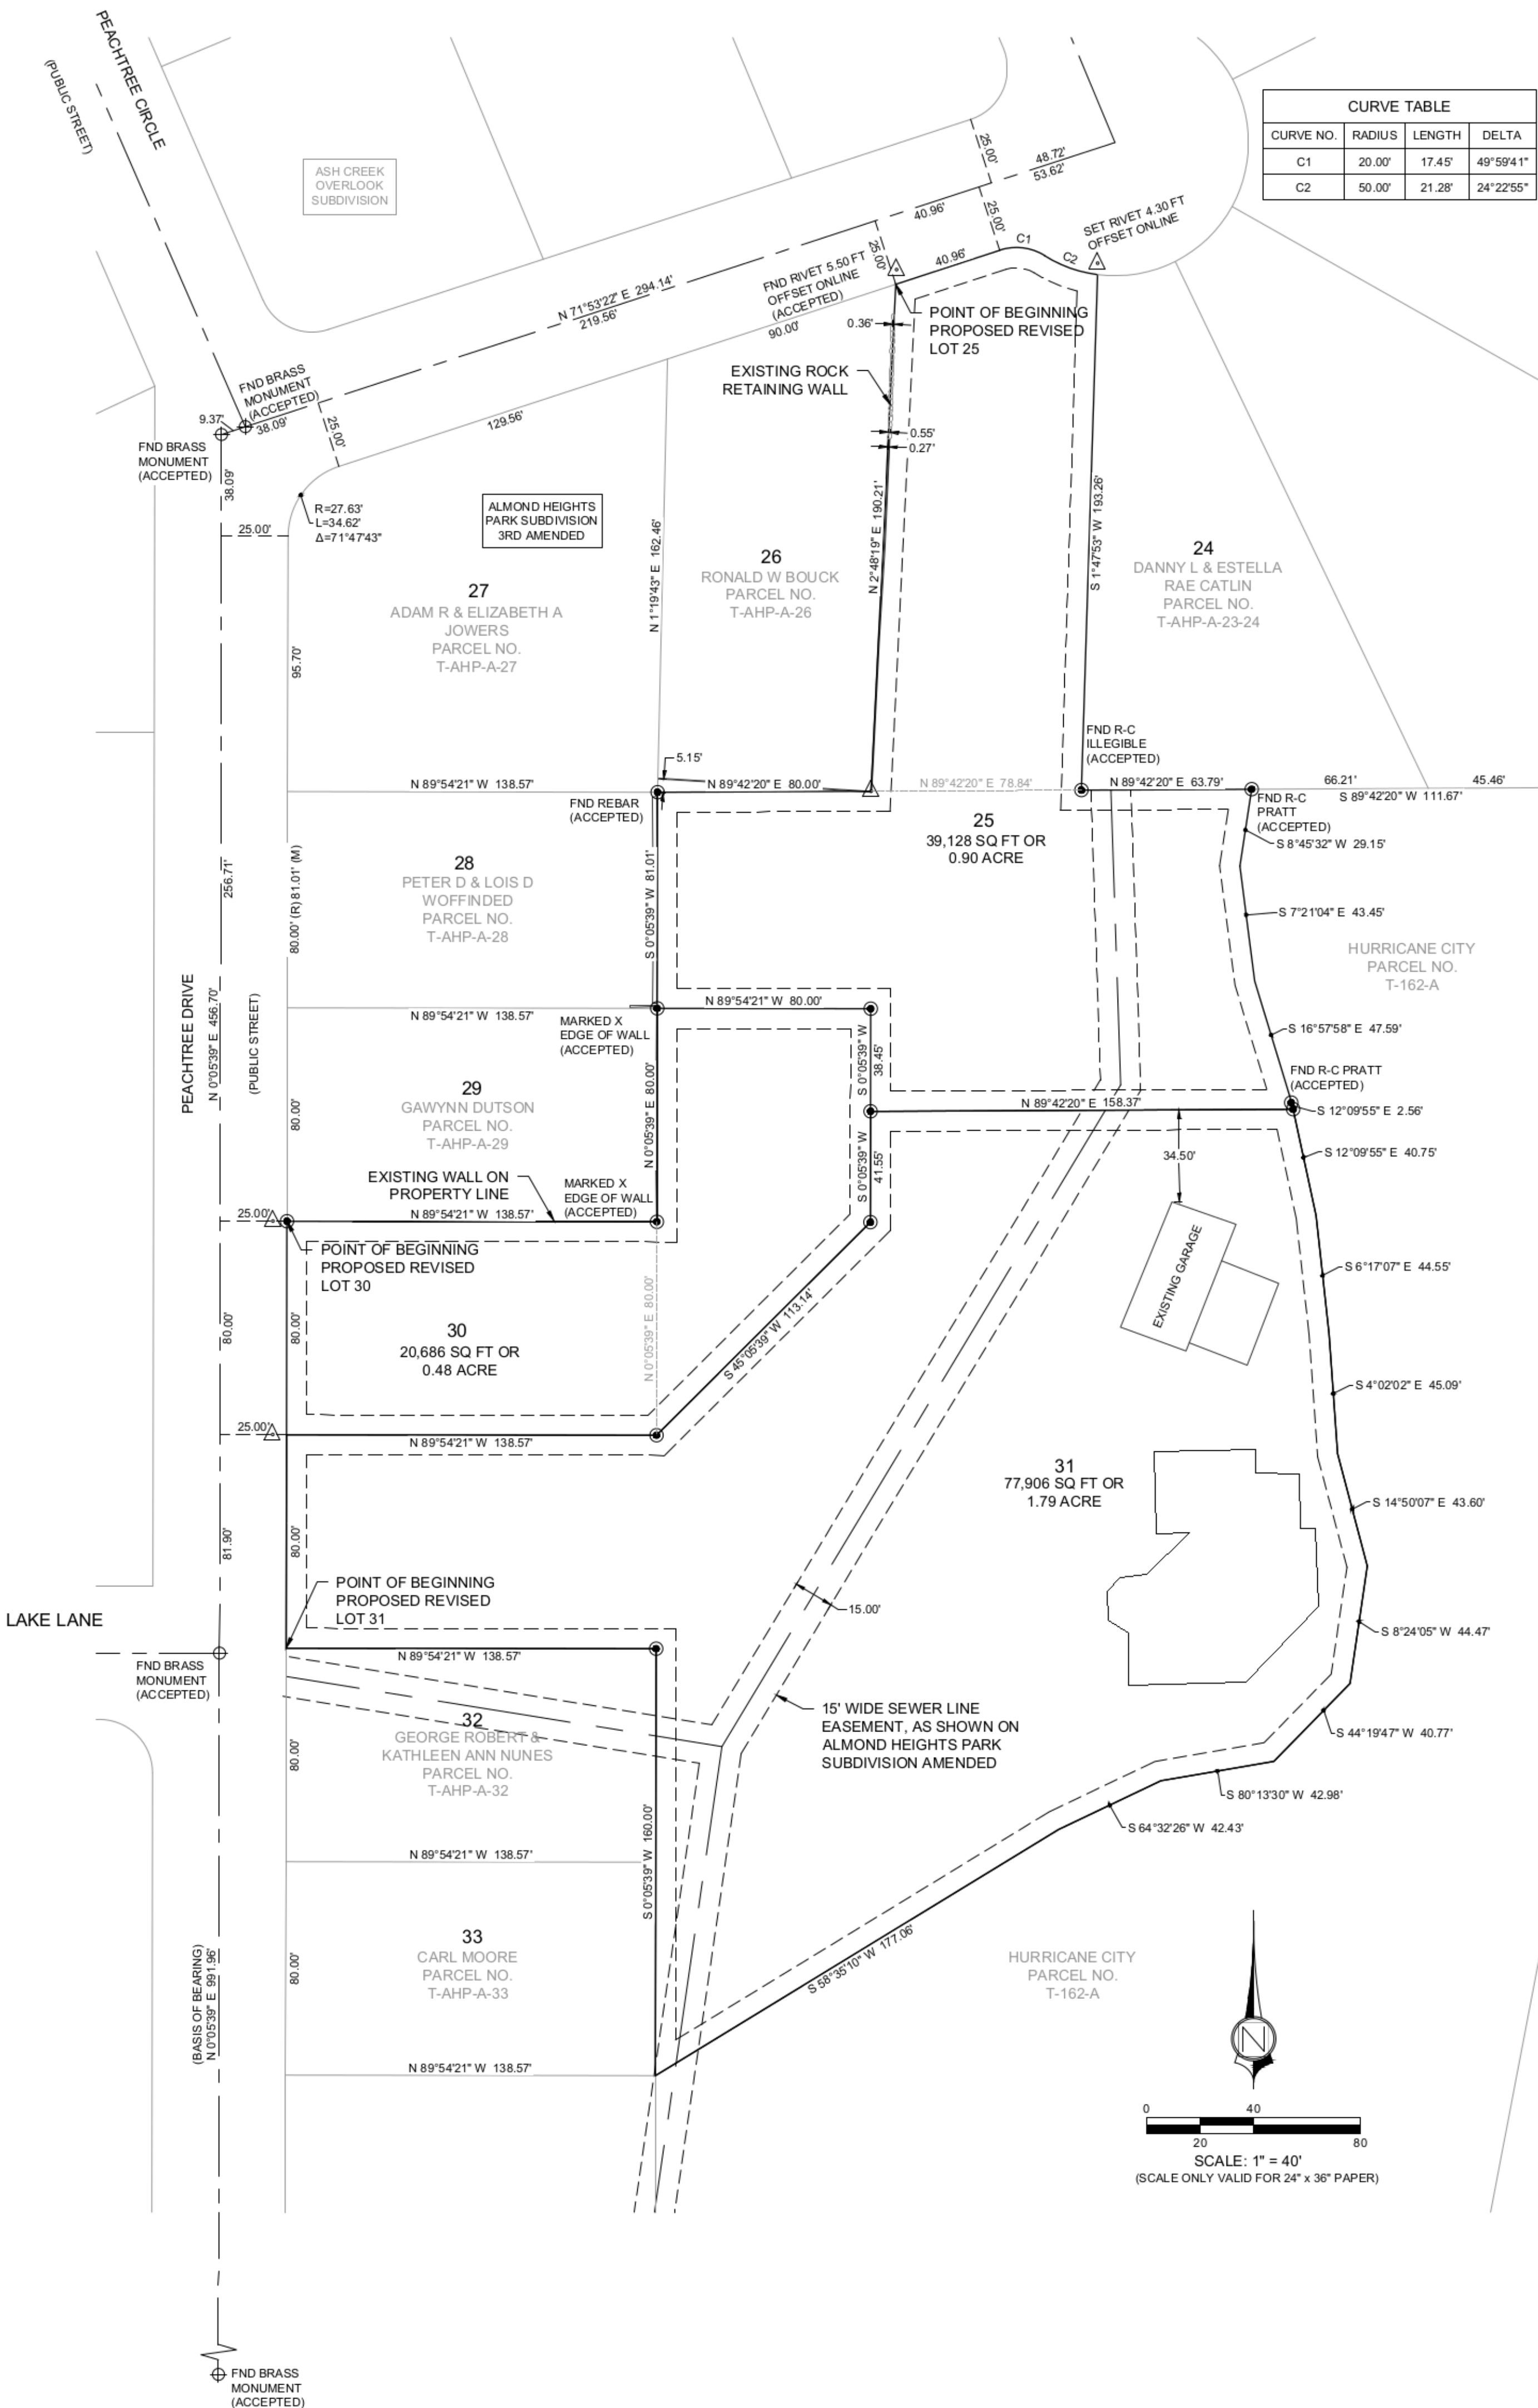 PEACHTREE CIRCLE
(PUBLIC STREET)
ASH CREEK
OVERLOOK
SUBDIVISION
CURVE TABLE
CURVE NO. RADIUS LENGTH DELTA
C1 20.00' 17.45' 49°59'41"
C2 50.00' 21.28' 24°22'55"
25.00'
48.72'
53.62'
40.96'
25.00'
25.00'
SET RIVET 4.30 FT
OFFSET ONLINE
C1
C2
40.96'
FND RIVET 5.50 FT
OFFSET ONLINE
(ACCEPTED)
N 71°53'22" E 294.14'
219.56'
90.00'
POINT OF BEGINNING
PROPOSED REVISED
LOT 25
0.36'
EXISTING ROCK
RETAINING WALL
0.55'
0.27'
FND BRASS
MONUMENT
(ACCEPTED)
9.37'
38.09'
25.00'
129.56'
FND BRASS
MONUMENT
(ACCEPTED)
38.09'
25.00'
R=27.63'
L=34.62'
Δ=71°47'43"
ALMOND HEIGHTS
PARK SUBDIVISION
3RD AMENDED
27
ADAM R & ELIZABETH A
JOWERS
PARCEL NO.
T-AHP-A-27
95.70'
N 1°19'43" E 162.46'
26
RONALD W BOUCK
PARCEL NO.
T-AHP-A-26
N 2°48'19" E 190.21'
S 1°47'53" W 193.26'
24
DANNY L & ESTELLA
RAE CATLIN
PARCEL NO.
T-AHP-A-23-24
FND R-C
ILLEGIBLE
(ACCEPTED)
5.15'
N 89°54'21" W 138.57'
N 89°42'20" E 80.00'
N 89°42'20" E 78.84'
N 89°42'20" E 63.79'
66.21'
45.46'
S 89°42'20" W 111.67'
FND REBAR
(ACCEPTED)
FND R-C
PRATT
(ACCEPTED)
S 8°45'32" W 29.15'
25
39,128 SQ FT OR
0.90 ACRE
28
PETER D & LOIS D
WOFFINDED
PARCEL NO.
T-AHP-A-28
256.71'
80.00' (R) 81.01' (M)
S 0°05'39" W 81.01'
S 7°21'04" E 43.45'
HURRICANE CITY
PARCEL NO.
T-162-A
PEACHTREE DRIVE
N 0°05'39" E 456.70'
(PUBLIC STREET)
N 89°54'21" W 80.00'
N 89°54'21" W 138.57'
MARKED X
EDGE OF WALL
(ACCEPTED)
S 0°05'39" W
38.45'
S 16°57'58" E 47.59'
FND R-C PRATT
(ACCEPTED)
29
GAWYNN DUTSON
PARCEL NO.
T-AHP-A-29
80.00'
N 0°05'39" E 80.00'
N 89°42'20" E 158.37'
S 12°09'55" E 2.56'
S 0°05'39" W
41.55'
34.50'
S 12°09'55" E 40.75'
EXISTING WALL ON
PROPERTY LINE
MARKED X
EDGE OF WALL
(ACCEPTED)
25.00'
N 89°54'21" W 138.57'
POINT OF BEGINNING
PROPOSED REVISED
LOT 30
EXISTING GARAGE
S 6°17'07" E 44.55'
80.00'
80.00'
N 0°05'39" E 80.00'
30
20,686 SQ FT OR
0.48 ACRE
S 45°05'39" W 113.14'
S 4°02'02" E 45.09'
25.00'
N 89°54'21" W 138.57'
31
77,906 SQ FT OR
1.79 ACRE
S 14°50'07" E 43.60'
81.90'
80.00'
POINT OF BEGINNING
PROPOSED REVISED
LOT 31
15.00'
LAKE LANE
S 8°24'05" W 44.47'
N 89°54'21" W 138.57'
FND BRASS
MONUMENT
(ACCEPTED)
32
GEORGE ROBERT &
KATHLEEN ANN NUNES
PARCEL NO.
T-AHP-A-32
80.00'
15' WIDE SEWER LINE
EASEMENT, AS SHOWN ON
ALMOND HEIGHTS PARK
SUBDIVISION AMENDED
S 44°19'47" W 40.77'
S 80°13'30" W 42.98'
S 64°32'26" W 42.43'
S 0°05'39" W 160.00'
N 89°54'21" W 138.57'
33
CARL MOORE
PARCEL NO.
T-AHP-A-33
80.00'
(BASIS OF BEARING)
N 0°05'39" E 991.96'
S 58°35'10" W 177.06'
HURRICANE CITY
PARCEL NO.
T-162-A
N 89°54'21" W 138.57'
N
0 40
20 80
SCALE: 1" = 40'
(SCALE ONLY VALID FOR 24" x 36" PAPER)
FND BRASS
MONUMENT
(ACCEPTED)